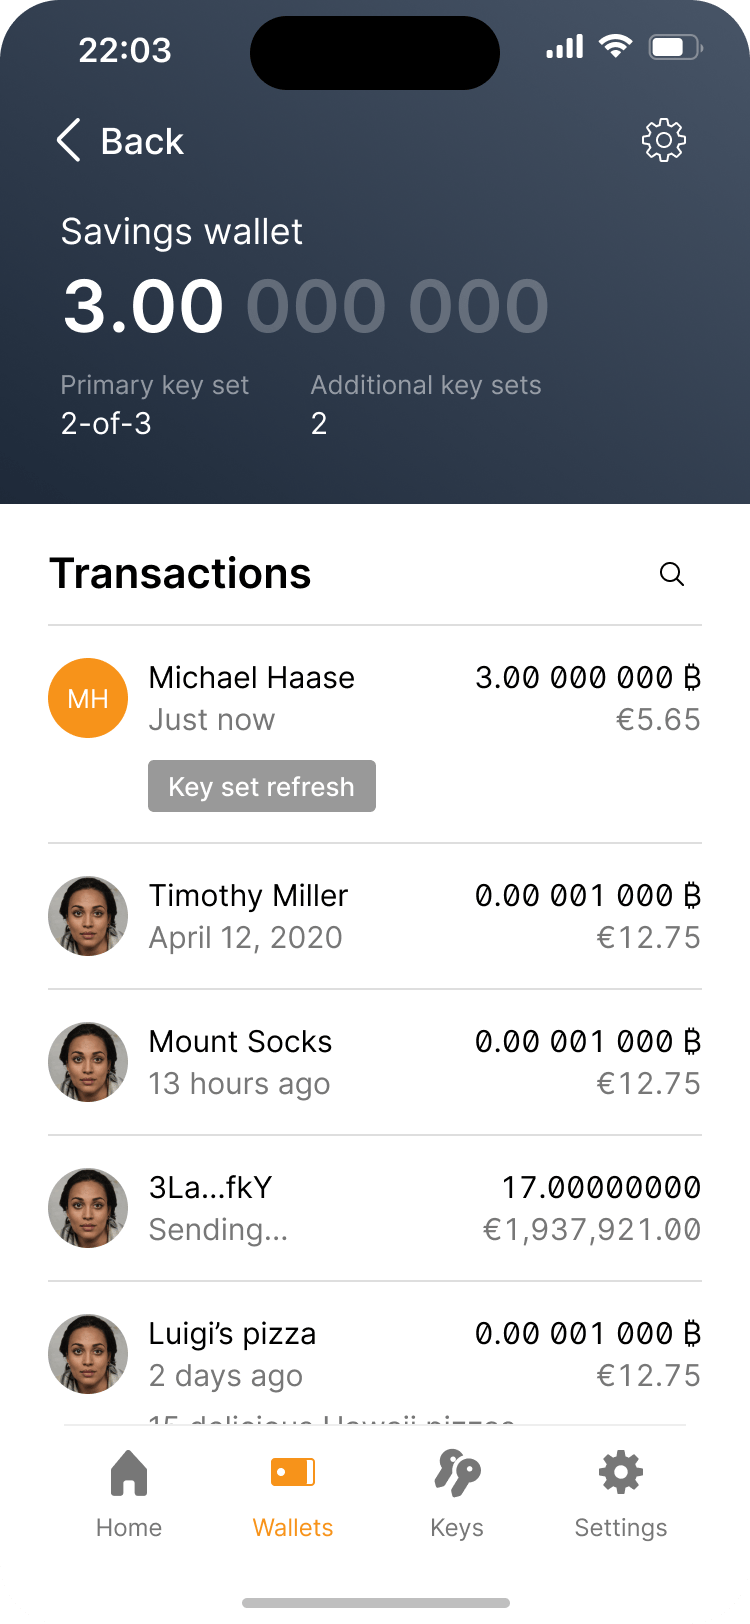 22:03
Back
Savings wallet
3.00 000 000
Primary key set Additional key sets
2-of-3 2
Transactions
MH Michael Haase 3.00 000 000 ₿
Just now €5.65
Key set refresh
Timothy Miller 0.00 001 000 ₿
April 12, 2020 €12.75
Mount Socks 0.00 001 000 ₿
13 hours ago €12.75
3La...fkY 17.00000000
Sending... €1,937,921.00
Luigi’s pizza 0.00 001 000 ₿
2 days ago €12.75
15 delicious Hawaii pizzas
Home Wallets Keys Settings